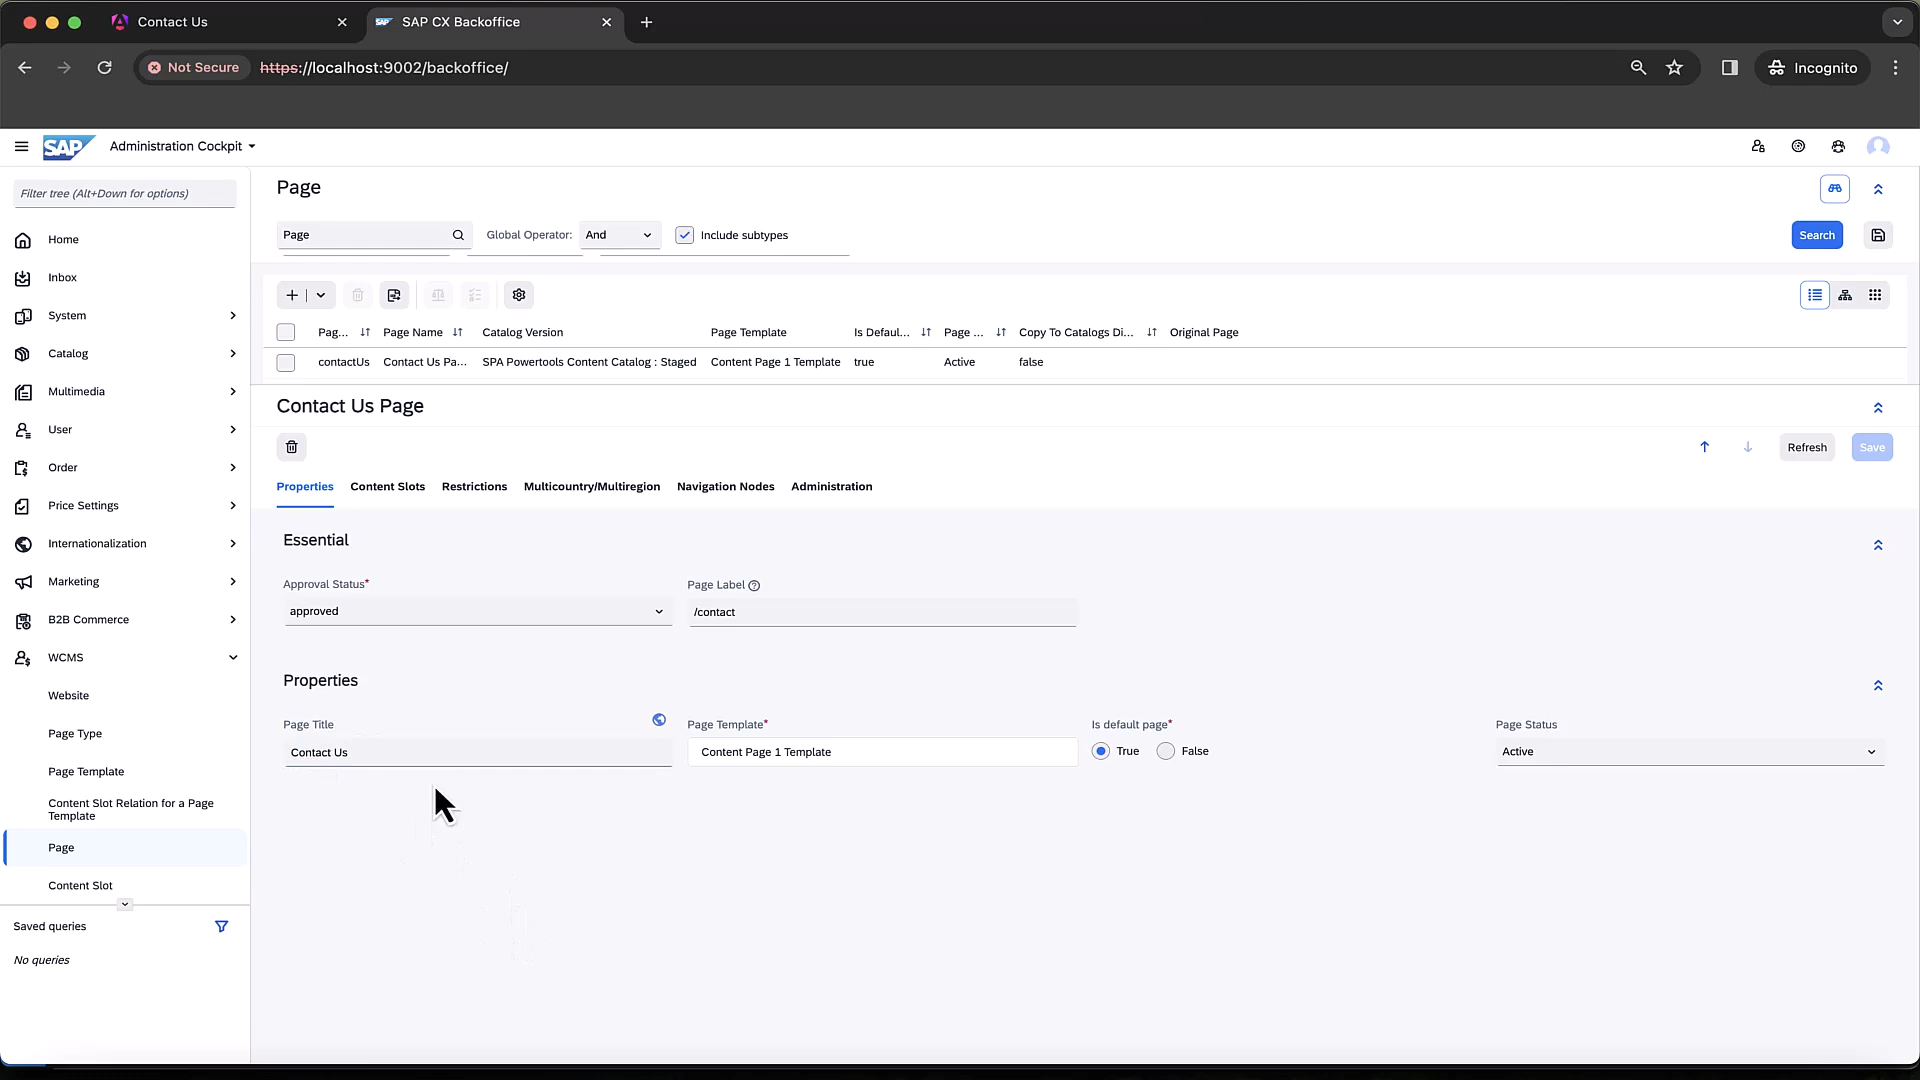 Contact Us
SAP CX Backoffice
Not Secure
https://localhost:9002/backoffice/
Incognito
SAP
Administration Cockpit
Filter tree (Alt+Down for options)
Home
Inbox
System
Catalog
Multimedia
User
Order
Price Settings
Internationalization
Marketing
B2B Commerce
WCMS
Website
Page Type
Page Template
Content Slot Relation for a Page
Template
Page
Content Slot
Saved queries
No queries
Page
Page
Global Operator:
And
Include subtypes
Search
Pag...
Page Name
Catalog Version
Page Template
Is Defaul...
Page ...
Copy To Catalogs Di...
Original Page
contactUs
Contact Us Pa...
SPA Powertools Content Catalog : Staged
Content Page 1 Template
true
Active
false
Contact Us Page
Refresh
Save
Properties
Content Slots
Restrictions
Multicountry/Multiregion
Navigation Nodes
Administration
Essential
Approval Status*
Page Label
approved
/contact
Properties
Page Title
Page Template*
Is default page*
Page Status
Contact Us
Content Page 1 Template
True
False
Active